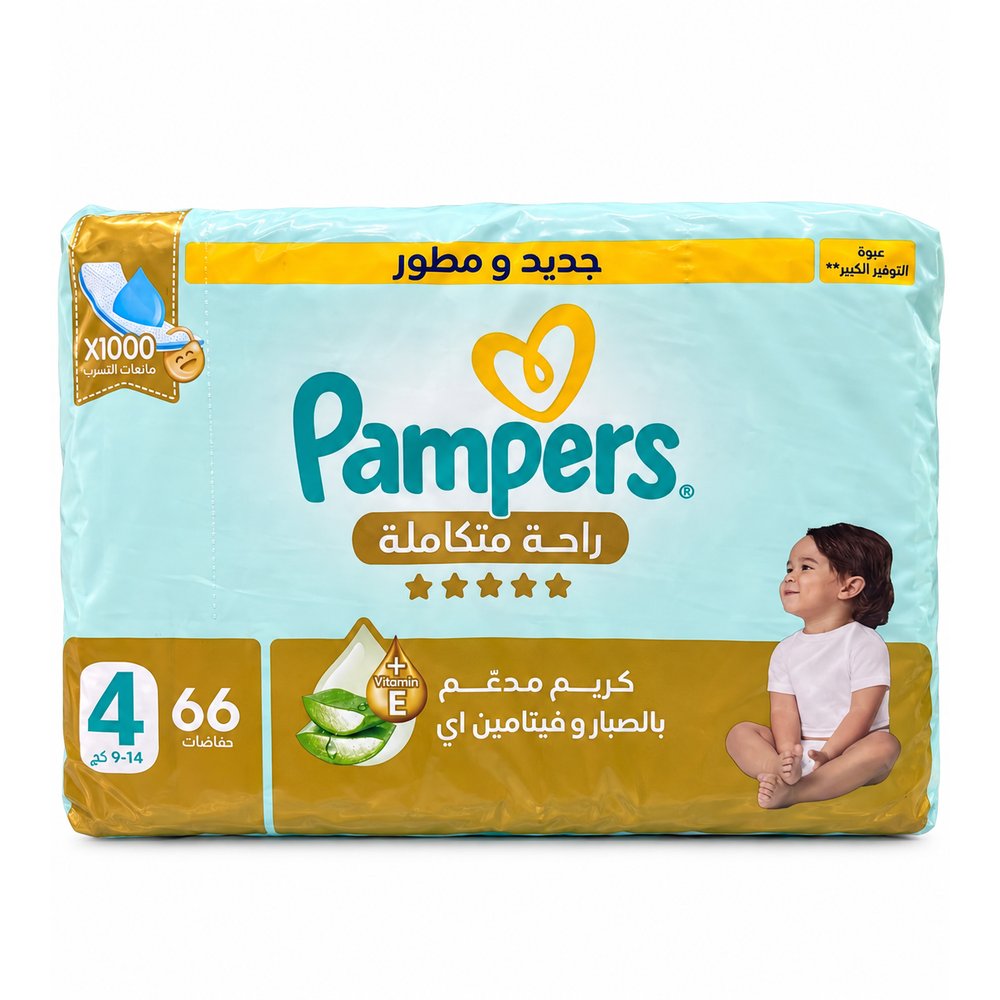 جديد و مطور
عبوة
التوفير الكبير**
X1000
مانعات التسرب
Pampers®
راحة متكاملة
+
Vitamin
E
كريم مدعّم
بالصبار و فيتامين اي
4
9-14 كج
66
حفاضات